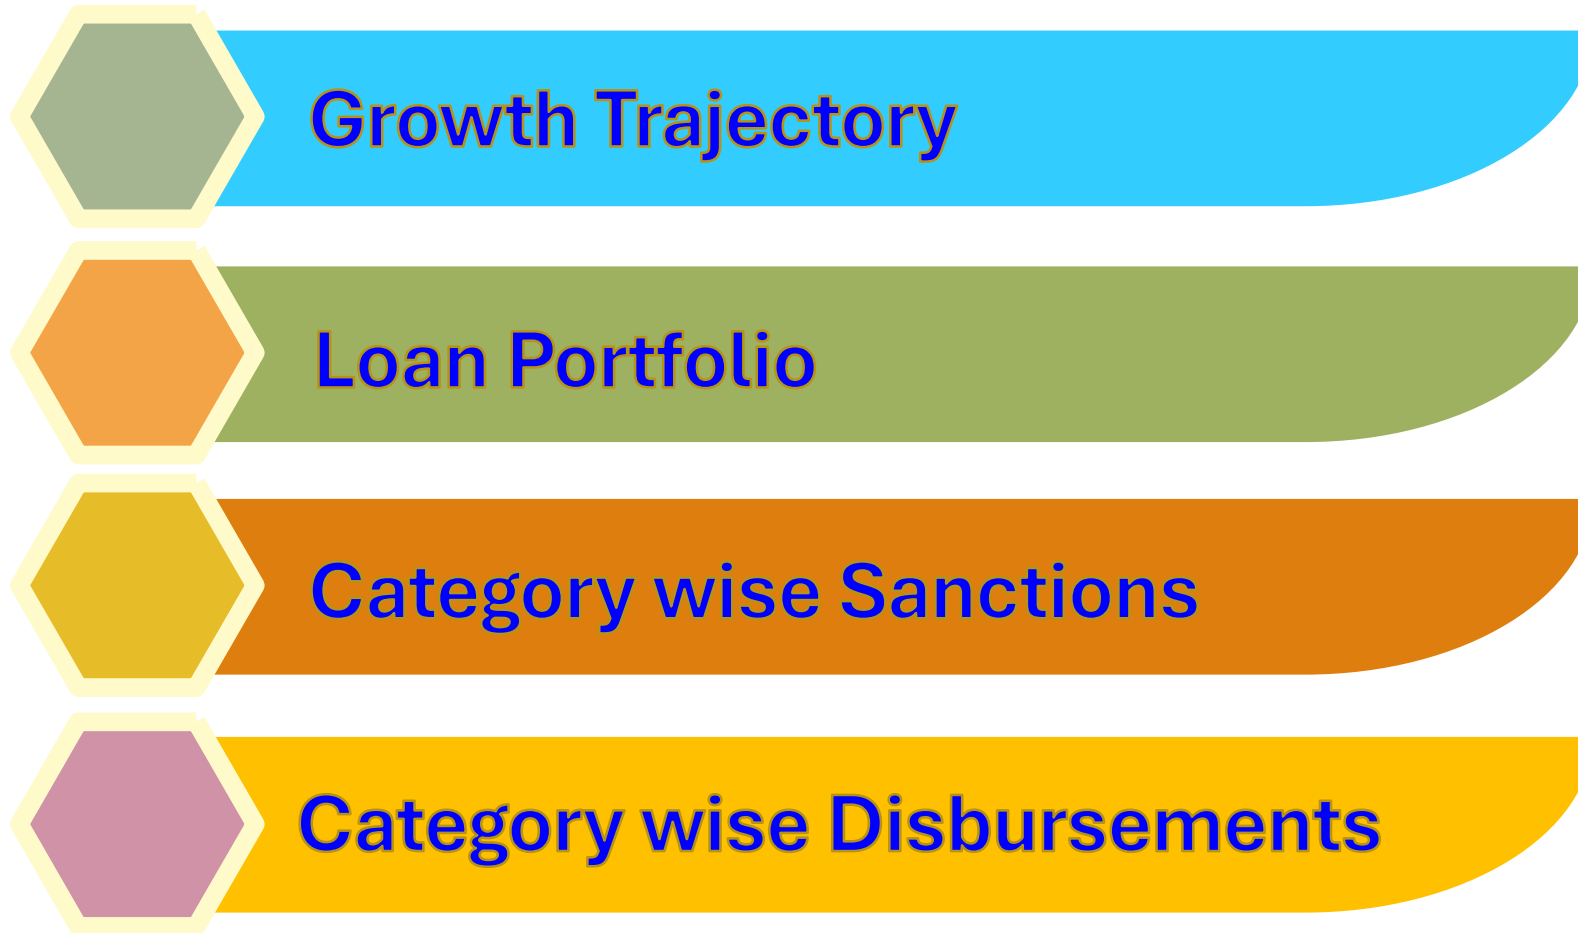 Growth Trajectory
Loan Portfolio
Category wise Sanctions
Category wise Disbursements